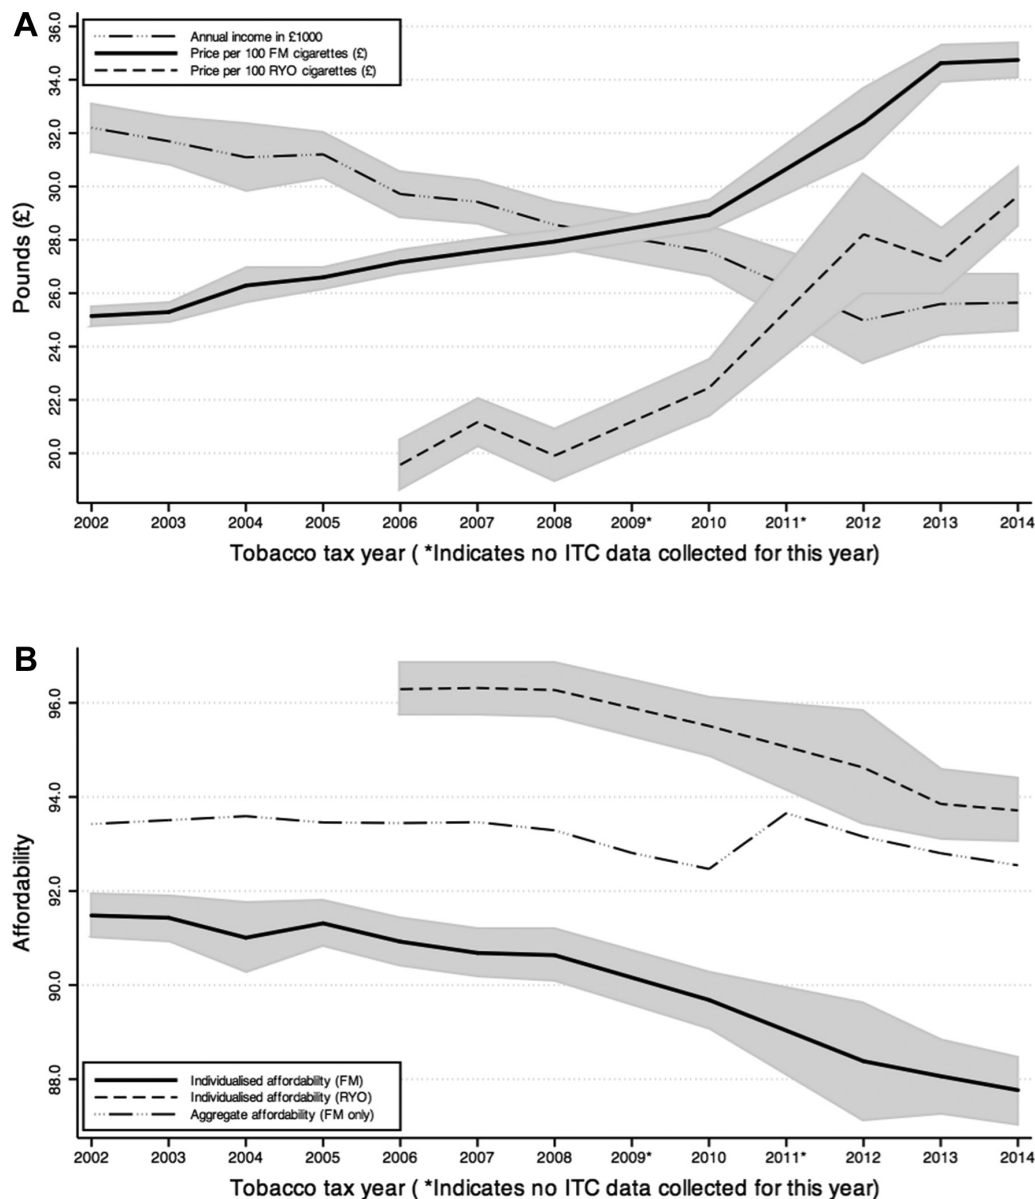 A
Annual income in £1000
Price per 100 FM cigarettes (£)
Price per 100 RYO cigarettes (£)
Pounds (£)
36.0
34.0
32.0
30.0
28.0
26.0
24.0
22.0
20.0
2002 2003 2004 2005 2006 2007 2008 2009* 2010 2011* 2012 2013 2014
Tobacco tax year ( *Indicates no ITC data collected for this year)
B
Affordability
96.0
94.0
92.0
90.0
88.0
Individualised affordability (FM)
Individualised affordability (RYO)
Aggregate affordability (FM only)
2002 2003 2004 2005 2006 2007 2008 2009* 2010 2011* 2012 2013 2014
Tobacco tax year ( *Indicates no ITC data collected for this year)